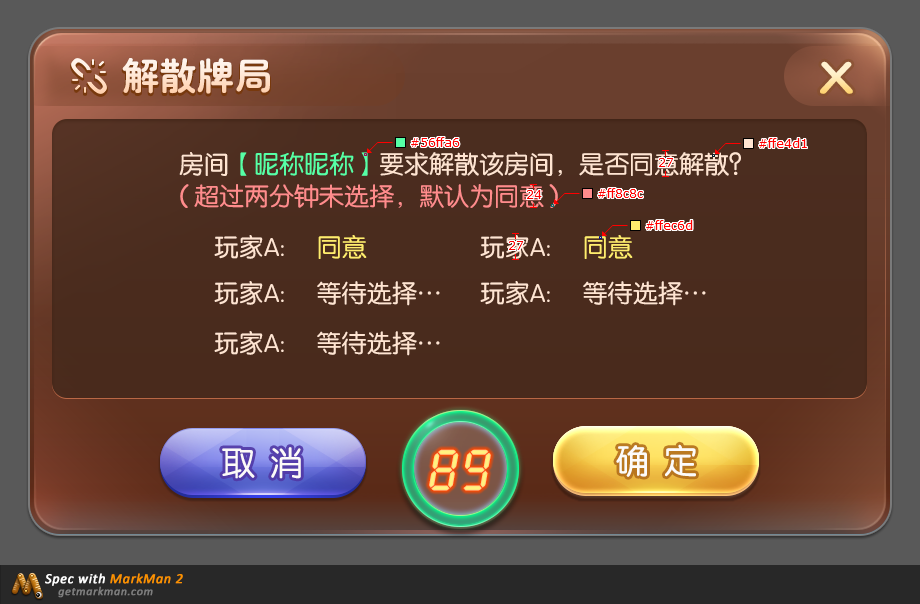 解散牌局
#56ffa6
#ffe4d1
房间【昵称昵称】要求解散该房间，是否同意解散？
27
（超过两分钟未选择，默认为同意）
24
#ff8c8c
#ffec6d
玩家A: 同意 玩家A: 同意
27
玩家A: 等待选择… 玩家A: 等待选择…
玩家A: 等待选择…
取消 89 确定
Spec with MarkMan 2
getmarkman.com